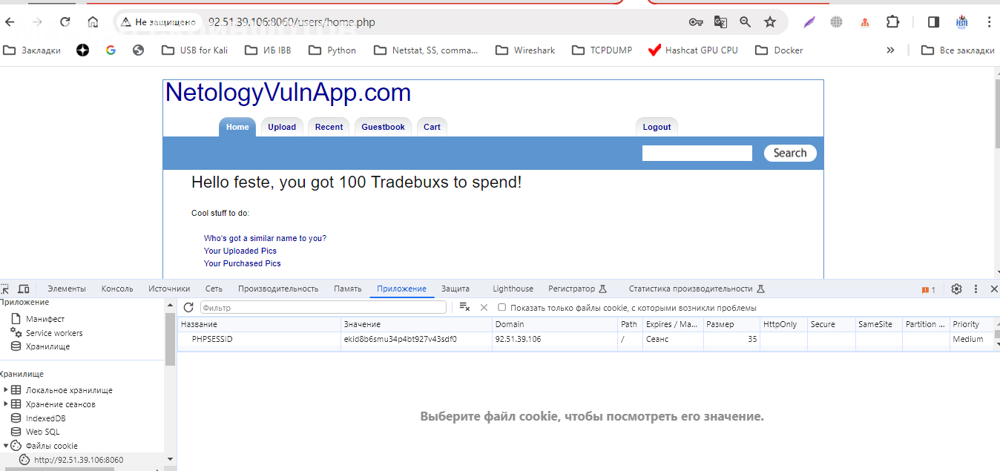 Не защищено 92.51.39.106:8060/users/home.php
Закладки USB for Kali ИБ IBB Python Netstat, SS, comma... Wireshark TCPDUMP Hashcat GPU CPU Docker » Все закладки
NetologyVulnApp.com
Home Upload Recent Guestbook Cart Logout
Search
Hello feste, you got 100 Tradebuxs to spend!
Cool stuff to do:
Who's got a similar name to you?
Your Uploaded Pics
Your Purchased Pics
Элементы Консоль Источники Сеть Производительность Память Приложение Защита Lighthouse Регистратор Статистика производительности 1
Приложение
Манифест
Service workers
Хранилище
Хранилище
Локальное хранилище
Хранение сеансов
IndexedDB
Web SQL
Файлы cookie
http://92.51.39.106:8060
Фильтр Показать только файлы cookie, с которыми возникли проблемы
Название Значение Domain Path Expires / Ma... Размер HttpOnly Secure SameSite Partition ... Priority
PHPSESSID ekid8b6smu34p4bt927v43sdf0 92.51.39.106 / Сеанс 35 Medium
Выберите файл cookie, чтобы посмотреть его значение.